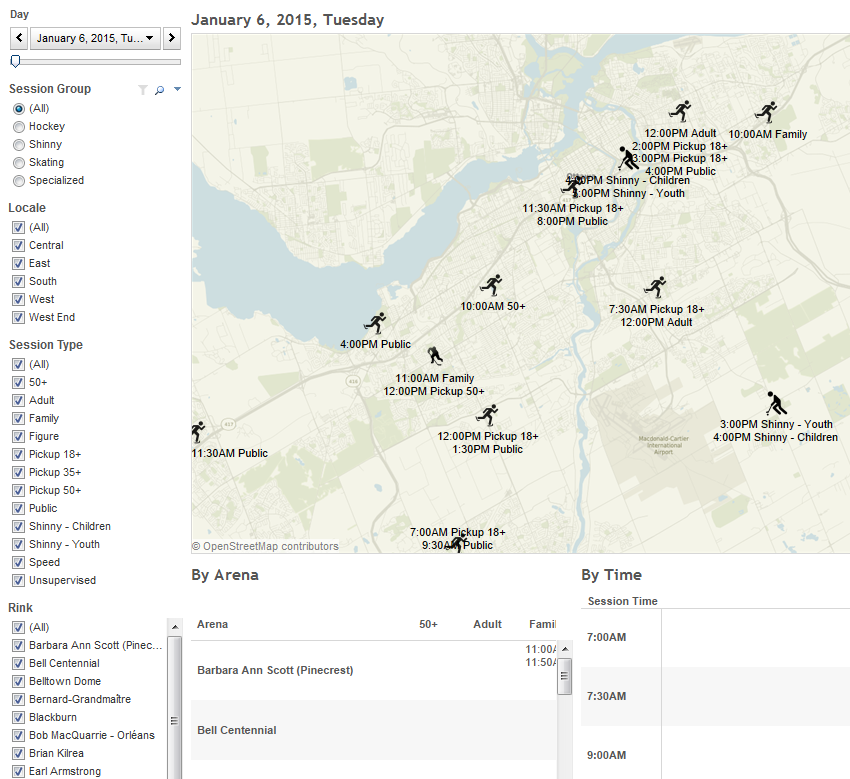 Day
January 6, 2015, Tu...
Session Group
(All)
Hockey
Shinny
Skating
Specialized
Locale
(All)
Central
East
South
West
West End
Session Type
(All)
50+
Adult
Family
Figure
Pickup 18+
Pickup 35+
Pickup 50+
Public
Shinny - Children
Shinny - Youth
Speed
Unsupervised
Rink
(All)
Barbara Ann Scott (Pinec...
Bell Centennial
Belltown Dome
Bernard-Grandmaître
Blackburn
Bob MacQuarrie - Orléans
Brian Kilrea
Earl Armstrong
January 6, 2015, Tuesday
12:00PM Adult
2:00PM Pickup 18+
3:00PM Pickup 18+
4:00PM Public
10:00AM Family
Shinny - Children
Shinny - Youth
11:30AM Pickup 18+
8:00PM Public
10:00AM 50+
7:30AM Pickup 18+
12:00PM Adult
4:00PM Public
11:00AM Family
12:00PM Pickup 50+
416
417
417
12:00PM Pickup 18+
1:30PM Public
3:00PM Shinny - Youth
4:00PM Shinny - Children
Macdonald-Cartier
International
Airport
11:30AM Public
7:00AM Pickup 18+
9:30AM Public
© OpenStreetMap contributors
By Arena
Arena 50+ Adult Famil
Barbara Ann Scott (Pinecrest) 11:00A
11:50A
Bell Centennial
By Time
Session Time
7:00AM
7:30AM
9:00AM